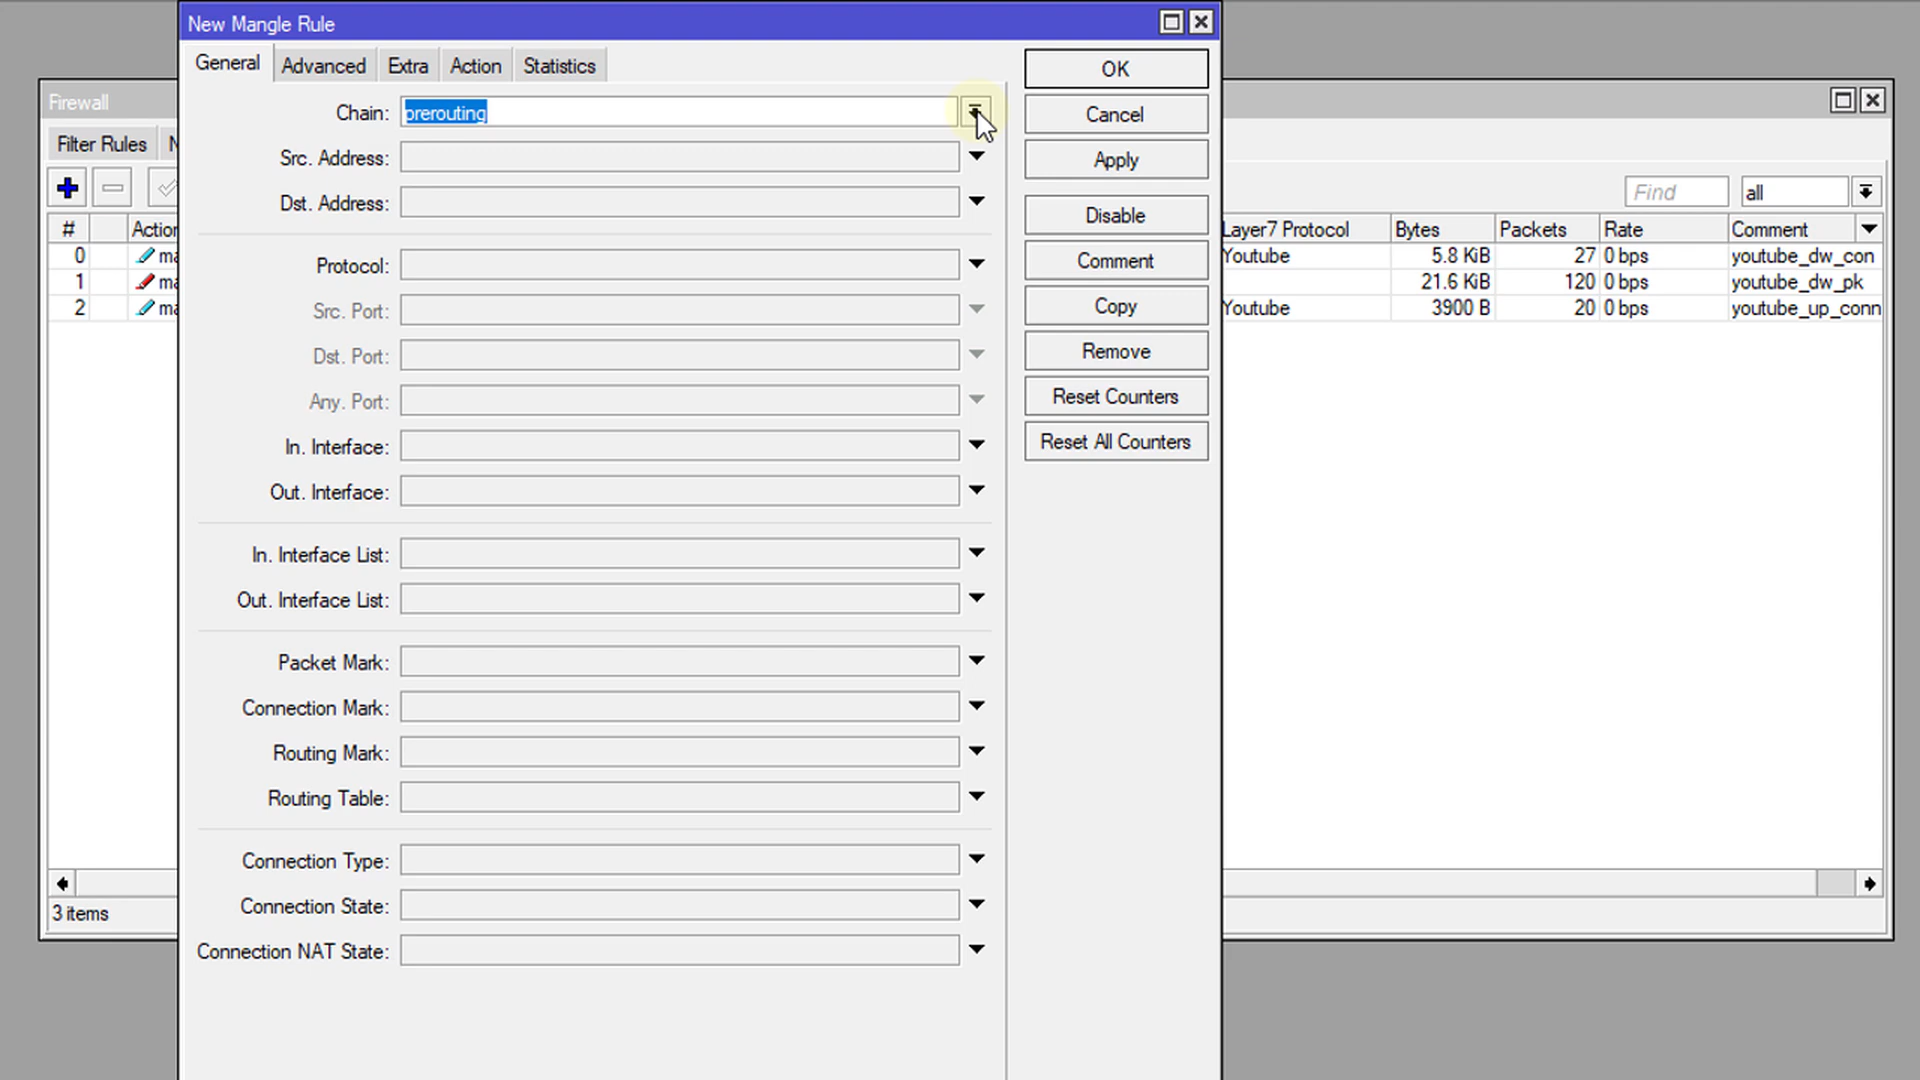 New Mangle Rule
General Advanced Extra Action Statistics
Chain: prerouting
Src. Address:
Dst. Address:
Protocol:
Src. Port:
Dst. Port:
Any. Port:
In. Interface:
Out. Interface:
In. Interface List:
Out. Interface List:
Packet Mark:
Connection Mark:
Routing Mark:
Routing Table:
Connection Type:
Connection State:
Connection NAT State:
OK
Cancel
Apply
Disable
Comment
Copy
Remove
Reset Counters
Reset All Counters
Firewall
Filter Rules N
Find all
# Action Layer7 Protocol Bytes Packets Rate Comment
0 ma Youtube 5.8 KiB 27 0 bps youtube_dw_con
1 ma 21.6 KiB 120 0 bps youtube_dw_pk
2 ma Youtube 3900 B 20 0 bps youtube_up_conn
3 items